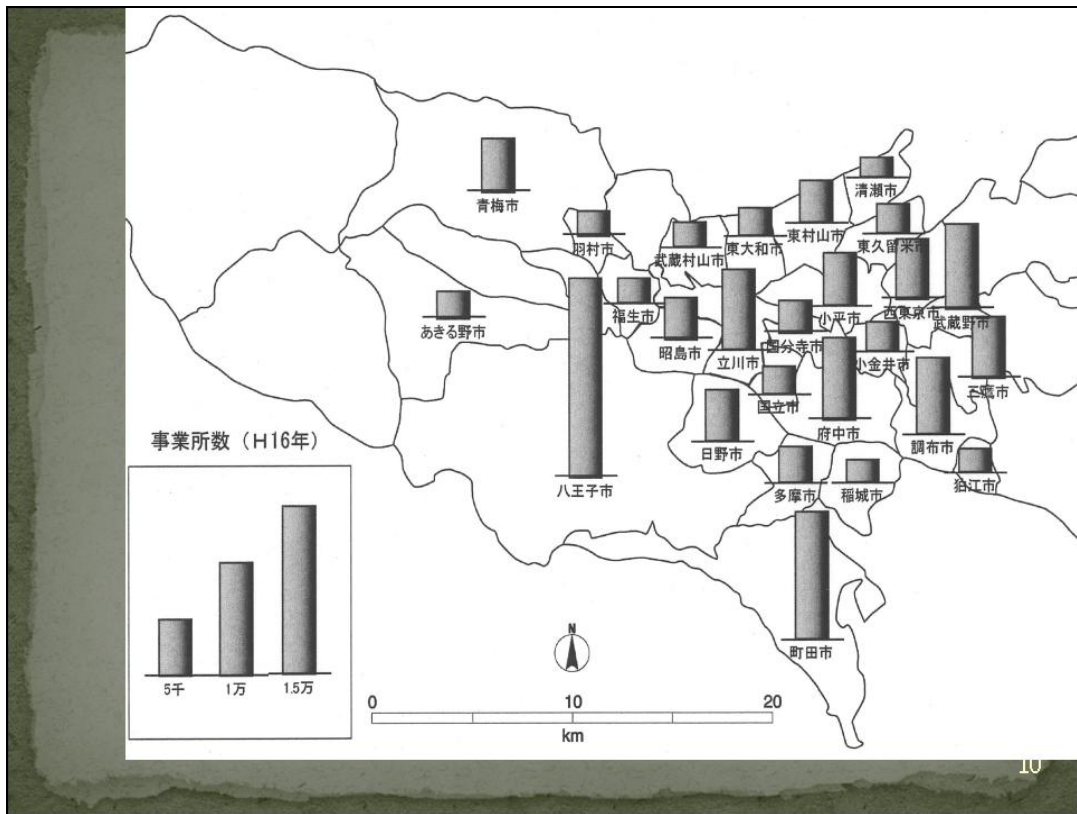 清瀬市
青梅市
東村山市
羽村市
武蔵村山市
東大和市
東久留米市
あきる野市
福生市
昭島市
立川市
国分寺市
小平市
西東京市
武蔵野市
小金井市
三鷹市
国立市
日野市
府中市
調布市
八王子市
多摩市
稲城市
狛江市
町田市
事業所数（H16年）
5千
1万
1.5万
N
0
10
20
km
10